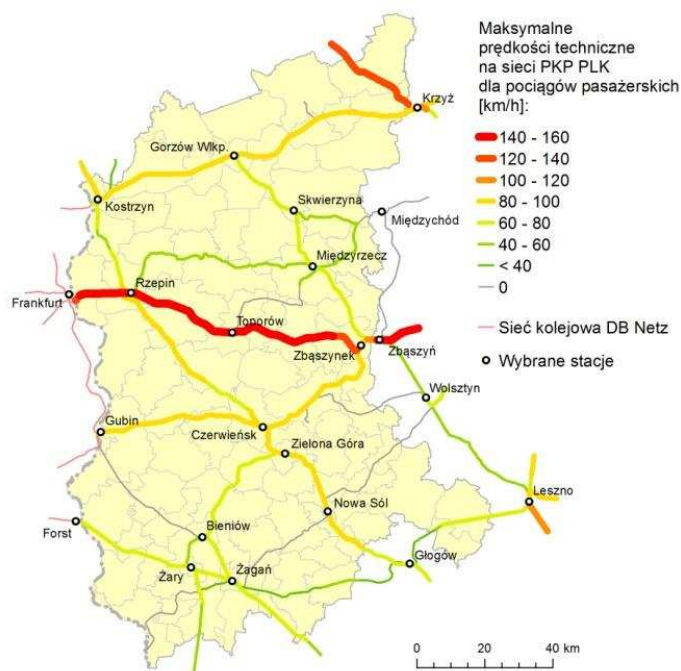 Maksymalne
prędkości techniczne
na sieci PKP PLK
dla pociągów pasażerskich
[km/h]:
140 - 160
120 - 140
100 - 120
80 - 100
60 - 80
40 - 60
< 40
0
Sieć kolejowa DB Netz
Wybrane stacje
Krzyż
Gorzów Wlkp.
Kostrzyn
Skwierzyna
Międzychód
Międzyrzecz
Rzepin
Frankfurt
Toporów
Zbąszynek
Zbąszyń
Wolsztyn
Gubin
Czerwieńsk
Zielona Góra
Leszno
Nowa Sól
Forst
Bieniów
Głogów
Żary
Żagań
0 20 40 km